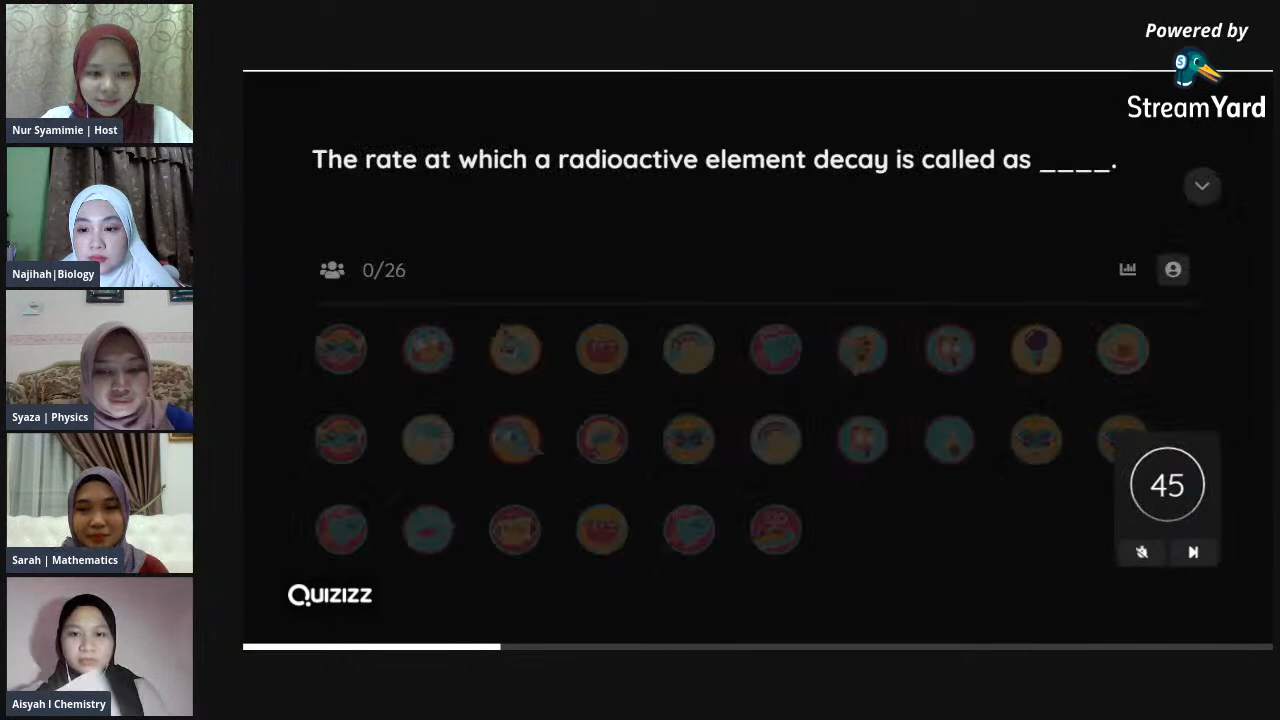 Powered by
StreamYard
Nur Syamimie | Host
The rate at which a radioactive element decay is called as ____.
Najihah|Biology
0/26
Syaza | Physics
45
Sarah | Mathematics
QUIZIZZ
Aisyah I Chemistry